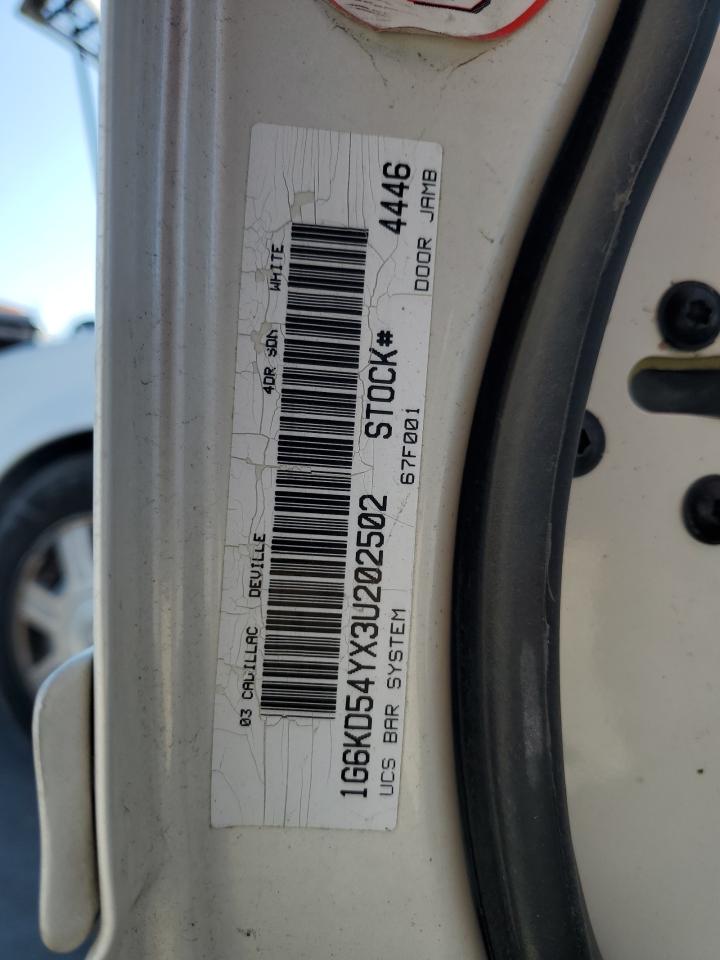 03 CADILLAC DEVILLE 4DR SDN WHITE
1G6KD54YX3U202502 STOCK# 4446
UCS BAR SYSTEM 67F001 DOOR JAMB